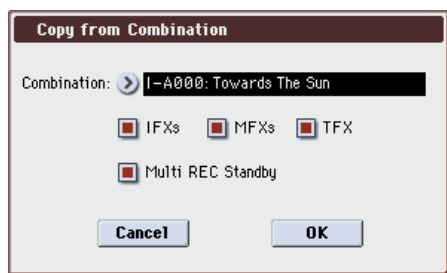 Copy from Combination
Combination: I-A000: Towards The Sun
IFXs MFXs TFX
Multi REC Standby
Cancel OK